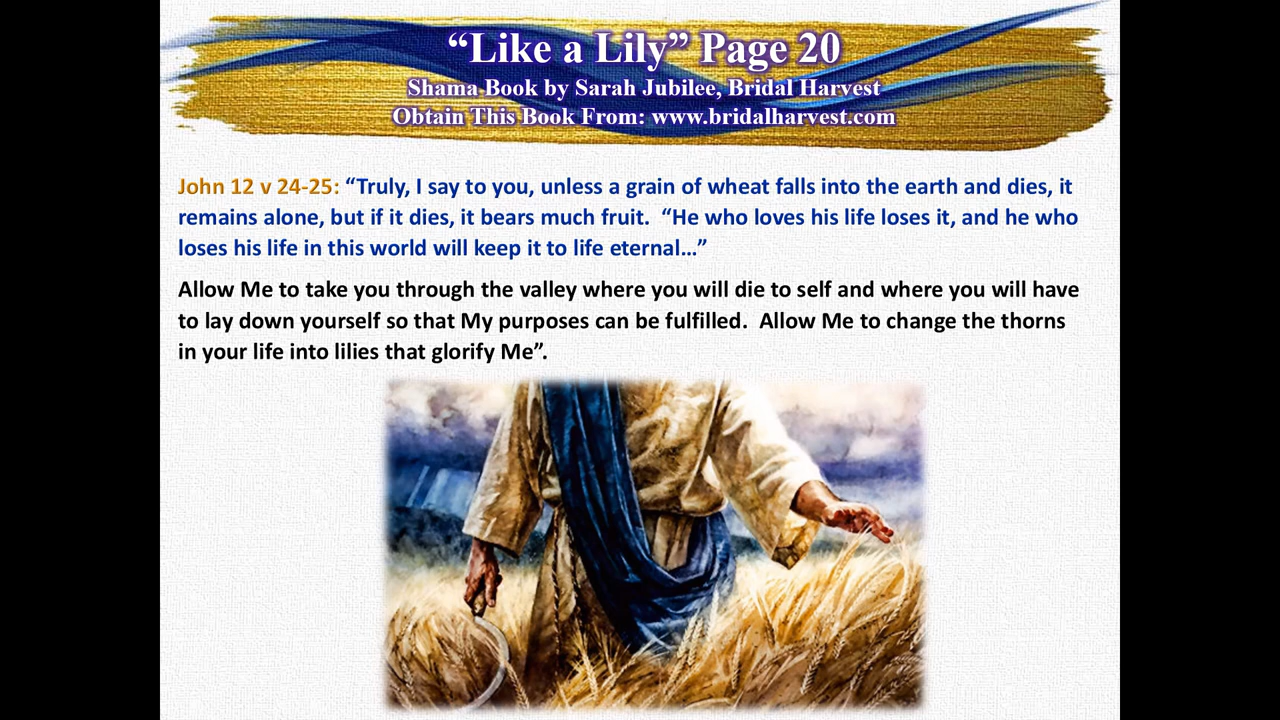 “Like a Lily” Page 20
Shama Book by Sarah Jubilee, Bridal Harvest
Obtain This Book From: www.bridalharvest.com
John 12 v 24-25: “Truly, I say to you, unless a grain of wheat falls into the earth and dies, it
remains alone, but if it dies, it bears much fruit.  “He who loves his life loses it, and he who
loses his life in this world will keep it to life eternal…”
Allow Me to take you through the valley where you will die to self and where you will have
to lay down yourself so that My purposes can be fulfilled.  Allow Me to change the thorns
in your life into lilies that glorify Me”.